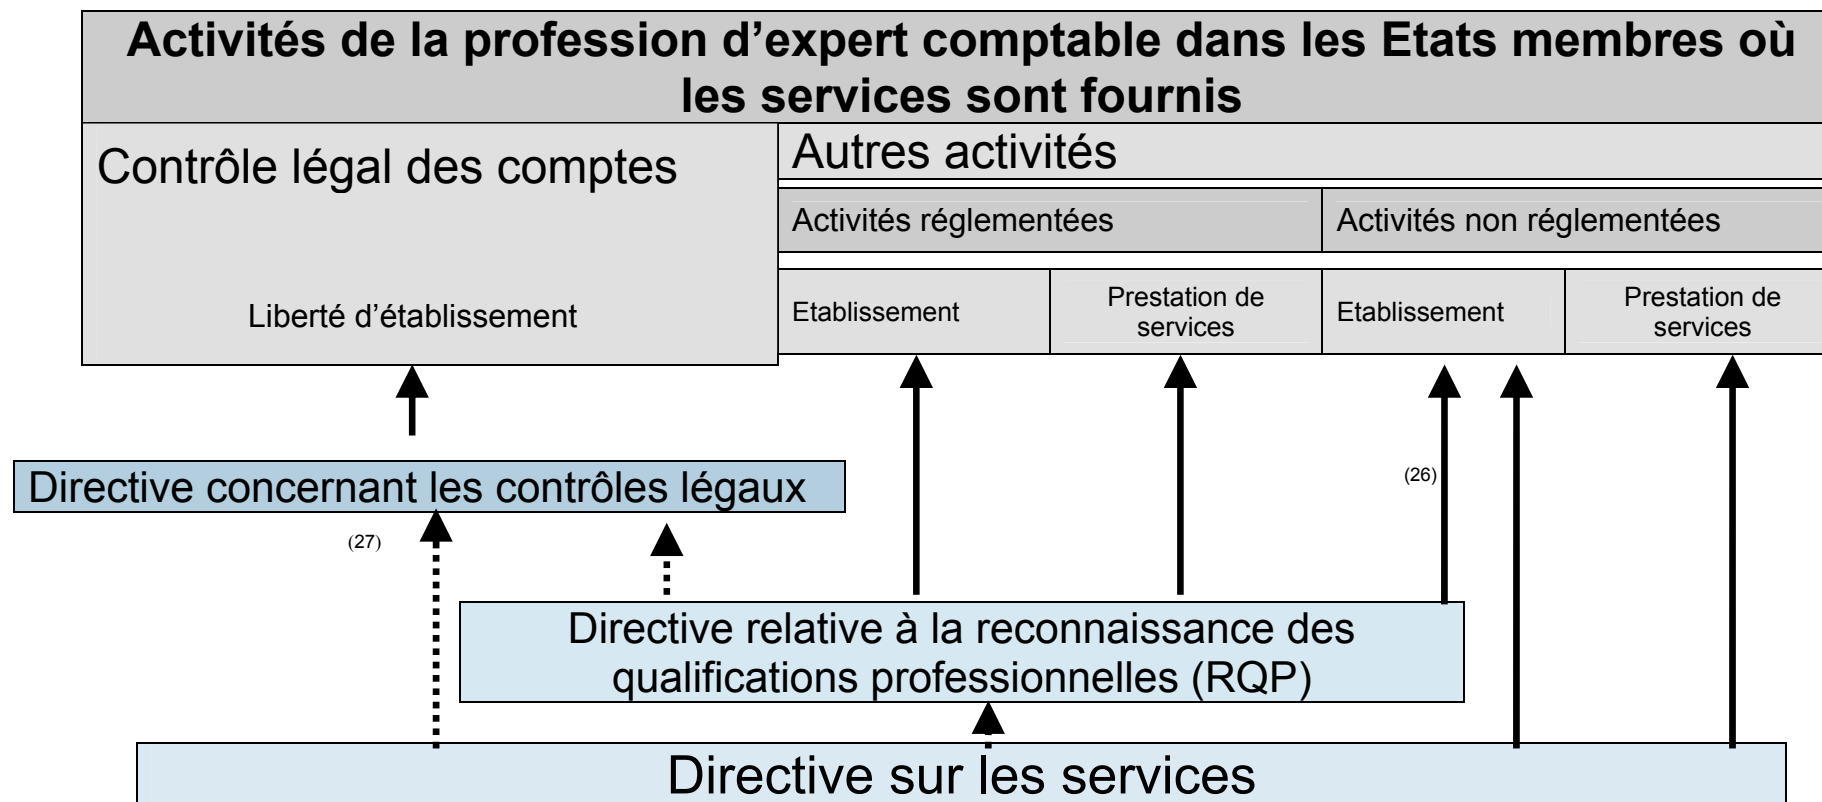 Activités de la profession d’expert comptable dans les Etats membres où
les services sont fournis
Contrôle légal des comptes
Autres activités
Activités réglementées
Activités non réglementées
Liberté d’établissement
Etablissement
Prestation de
services
Etablissement
Prestation de
services
(26)
Directive concernant les contrôles légaux
(27)
Directive relative à la reconnaissance des
qualifications professionnelles (RQP)
Directive sur les services